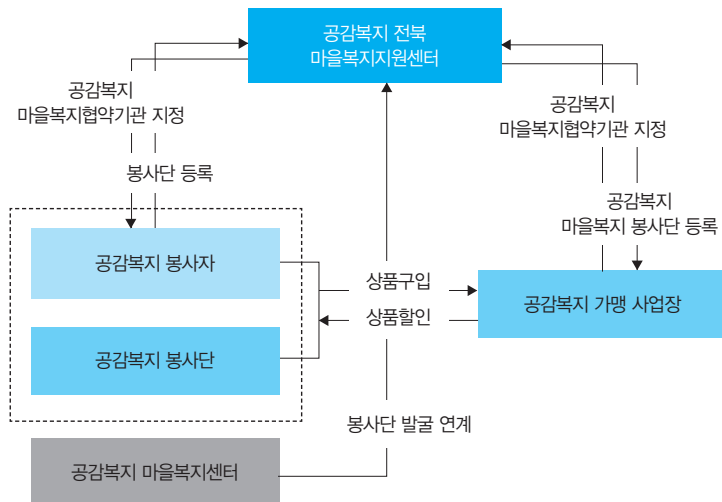 공감복지 전북
마을복지지원센터
공감복지
마을복지협약기관 지정
봉사단 등록
공감복지
마을복지협약기관 지정
공감복지
마을복지 봉사단 등록
공감복지 봉사자
공감복지 봉사단
상품구입
상품할인
공감복지 가맹 사업장
봉사단 발굴 연계
공감복지 마을복지센터